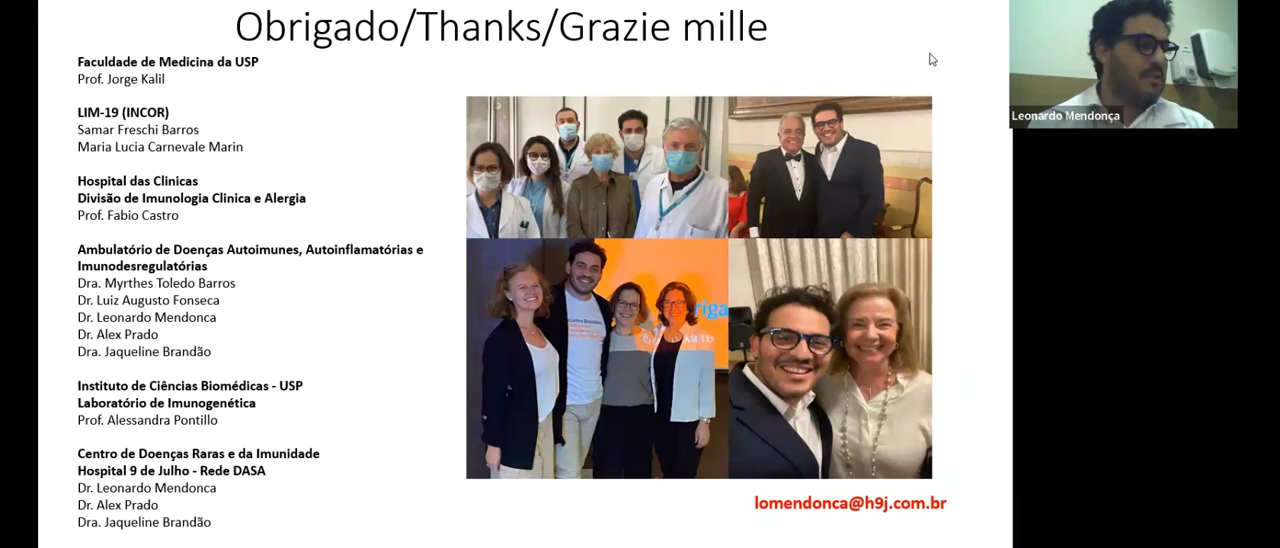 Obrigado/Thanks/Grazie mille
Faculdade de Medicina da USP
Prof. Jorge Kalil
LIM-19 (INCOR)
Samar Freschi Barros
Maria Lucia Carnevale Marin
Hospital das Clinicas
Divisão de Imunologia Clinica e Alergia
Prof. Fabio Castro
Ambulatório de Doenças Autoimunes, Autoinflamatórias e
Imunodesregulatórias
Dra. Myrthes Toledo Barros
Dr. Luiz Augusto Fonseca
Dr. Leonardo Mendonca
Dr. Alex Prado
Dra. Jaqueline Brandão
Instituto de Ciências Biomédicas - USP
Laboratório de Imunogenética
Prof. Alessandra Pontillo
Centro de Doenças Raras e da Imunidade
Hospital 9 de Julho - Rede DASA
Dr. Leonardo Mendonca
Dr. Alex Prado
Dra. Jaqueline Brandão
lomendonca@h9j.com.br
Leonardo Mendonça